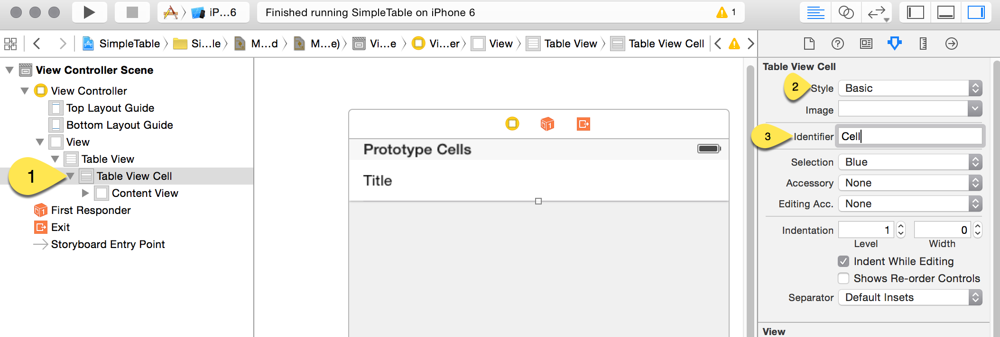 iP...6
Finished running SimpleTable on iPhone 6
1
SimpleTable
Si...le
M...d
M...e)
Vi...e
Vi...er
View
Table View
Table View Cell
View Controller Scene
View Controller
Top Layout Guide
Bottom Layout Guide
View
Table View
1
Table View Cell
Content View
First Responder
Exit
Storyboard Entry Point
1
Prototype Cells
Title
Table View Cell
2
Style
Basic
Image
3
Identifier
Cell
Selection
Blue
Accessory
None
Editing Acc.
None
Indentation
1
0
Level
Width
Indent While Editing
Shows Re-order Controls
Separator
Default Insets
View